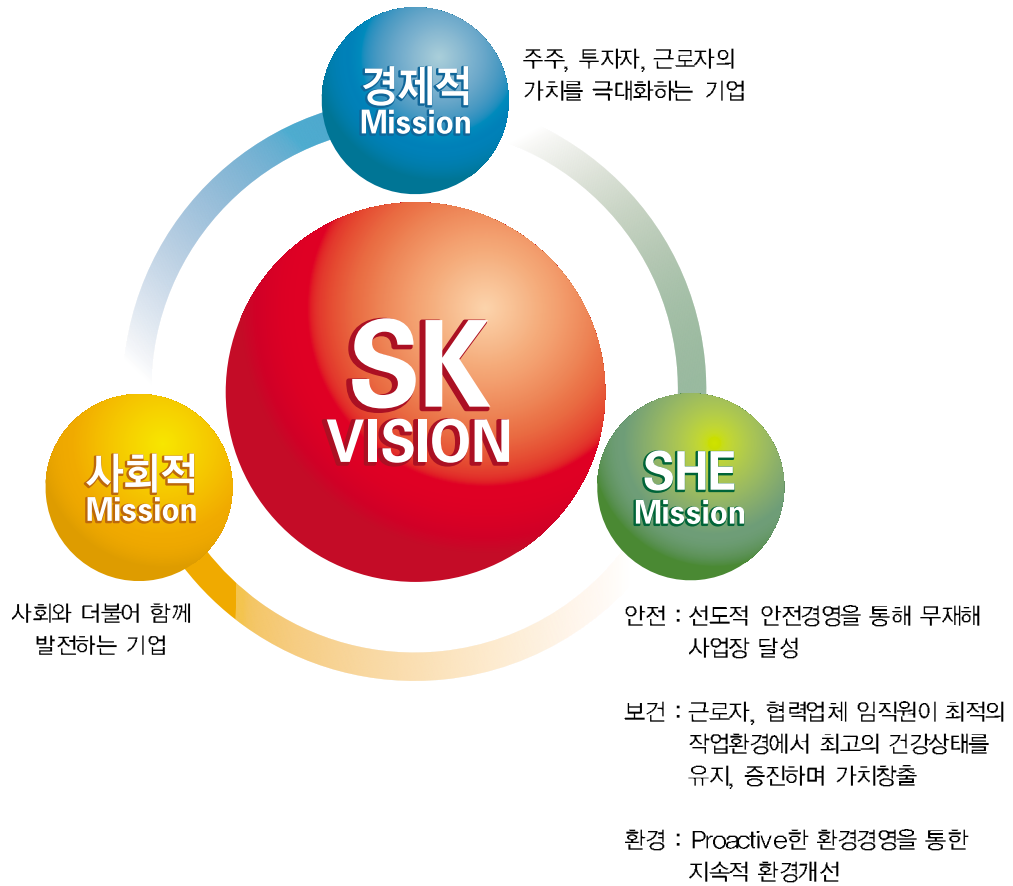 경제적
Mission
주주, 투자자, 근로자의
가치를 극대화하는 기업
SK
VISION
사회적
Mission
사회와 더불어 함께
발전하는 기업
SHE
Mission
안전 : 선도적 안전경영을 통해 무재해
사업장 달성
보건 : 근로자, 협력업체 임직원이 최적의
작업환경에서 최고의 건강상태를
유지, 증진하며 가치창출
환경 : Proactive한 환경경영을 통한
지속적 환경개선